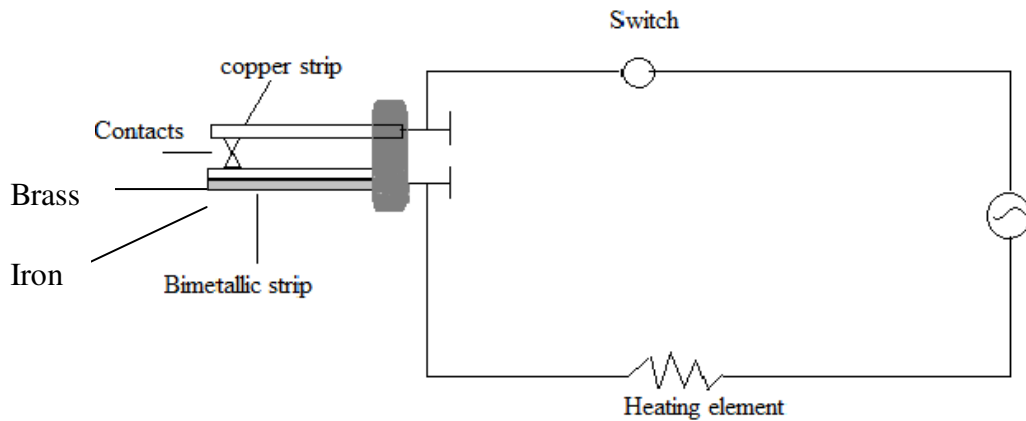 Switch
copper strip
Contacts
Brass
Iron
Bimetallic strip
Heating element